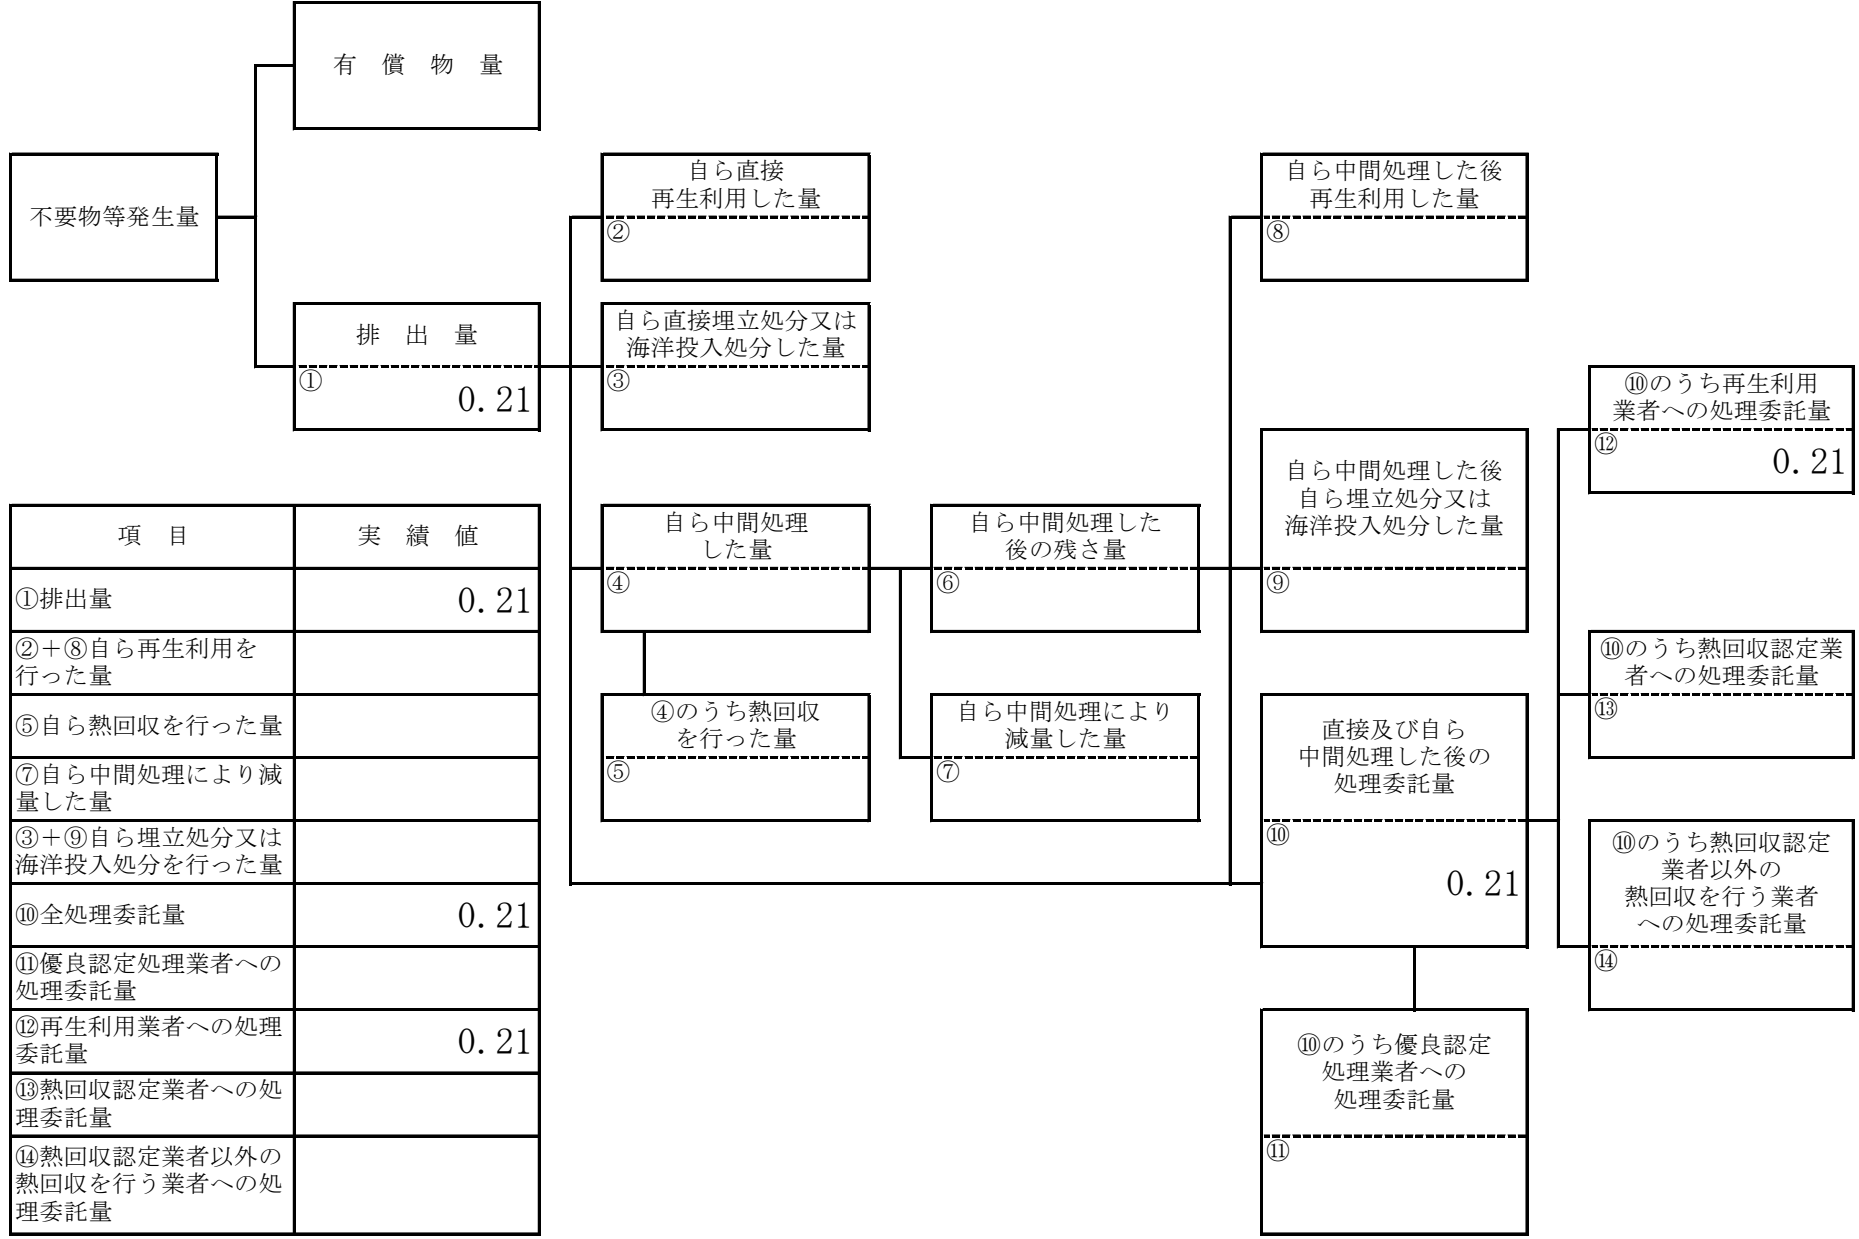 有　償　物　量
不要物等発生量
排　出　量
①
0.21
自ら直接
再生利用した量
②
自ら直接埋立処分又は
海洋投入処分した量
③
自ら中間処理
した量
④
④のうち熱回収
を行った量
⑤
自ら中間処理した
後の残さ量
⑥
自ら中間処理により
減量した量
⑦
自ら中間処理した後
再生利用した量
⑧
自ら中間処理した後
自ら埋立処分又は
海洋投入処分した量
⑨
直接及び自ら
中間処理した後の
処理委託量
⑩
0.21
⑩のうち優良認定
処理業者への
処理委託量
⑪
⑩のうち再生利用
業者への処理委託量
⑫
0.21
⑩のうち熱回収認定業
者への処理委託量
⑬
⑩のうち熱回収認定
業者以外の
熱回収を行う業者
への処理委託量
⑭
項　目　実　績　値
①排出量　0.21
②＋⑧自ら再生利用を
行った量
⑤自ら熱回収を行った量
⑦自ら中間処理により減
量した量
③＋⑨自ら埋立処分又は
海洋投入処分を行った量
⑩全処理委託量　0.21
⑪優良認定処理業者への
処理委託量
⑫再生利用業者への処理
委託量　0.21
⑬熱回収認定業者への処
理委託量
⑭熱回収認定業者以外の
熱回収を行う業者への処
理委託量